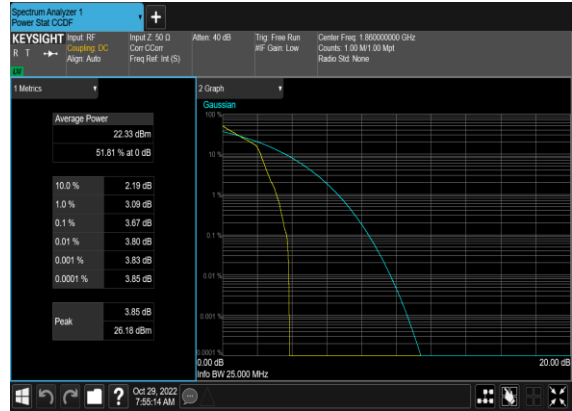 Spectrum Analyzer 1
Power Stat CCDF
KEYSIGHT
R T
Input: RF
Coupling: DC
Align: Auto
Input Z: 50 Ω
Corr CCorr
Freq Ref: Int (S)
Atten: 40 dB
Trig: Free Run
#IF Gain: Low
Center Freq: 1.860000000 GHz
Counts: 1.00 M/1.00 Mpt
Radio Std: None
1 Metrics
Average Power
22.33 dBm
51.81 % at 0 dB
10.0 % 2.19 dB
1.0 % 3.09 dB
0.1 % 3.67 dB
0.01 % 3.80 dB
0.001 % 3.83 dB
0.0001 % 3.85 dB
Peak
3.85 dB
26.18 dBm
2 Graph
Gaussian
100 %
10 %
1 %
0.1 %
0.01 %
0.001 %
0.0001 %
0.00 dB 20.00 dB
Info BW 25.000 MHz
?
Oct 29, 2022
7:55:14 AM